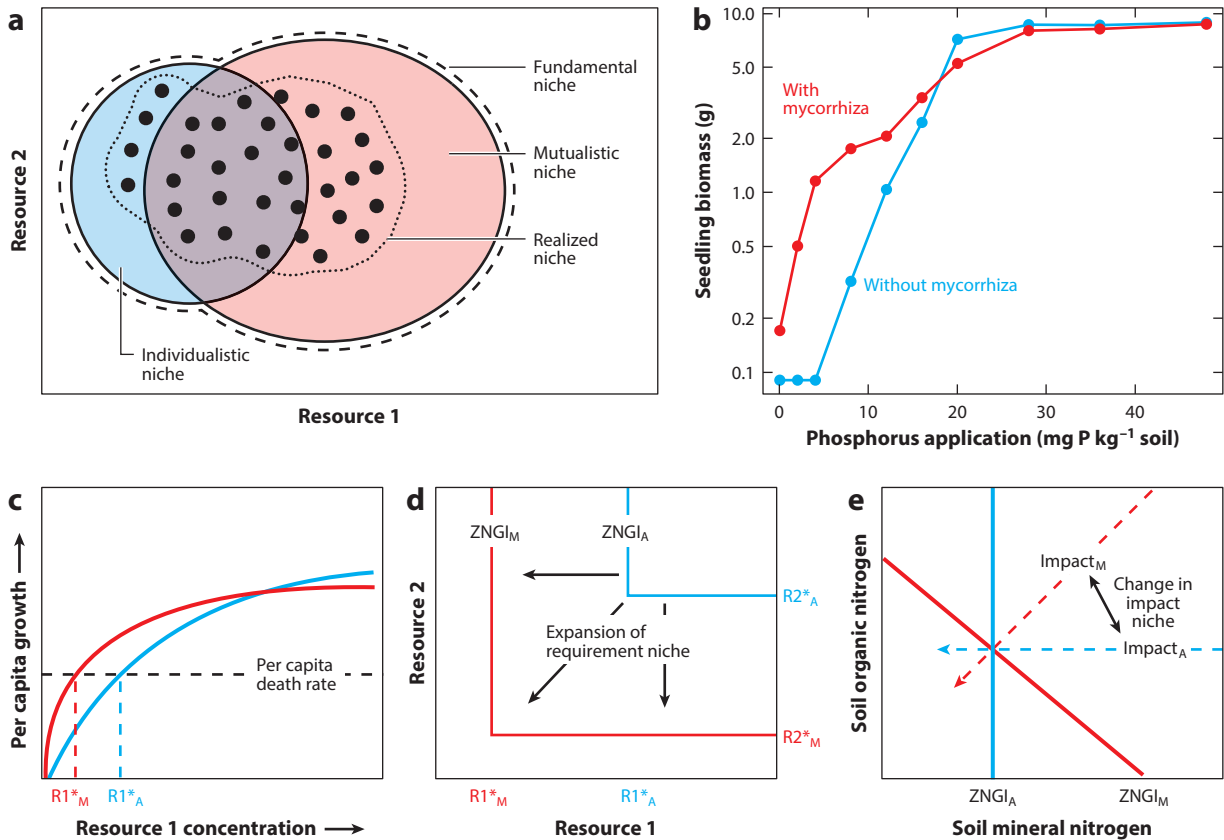 a
Fundamental
niche
Mutualistic
niche
Realized
niche
Individualistic
niche
Resource 2
Resource 1
b
10.0
5.0
2.0
1.0
0.5
0.2
0.1
With
mycorrhiza
Without mycorrhiza
Seedling biomass (g)
0
10
20
30
40
Phosphorus application (mg P kg⁻¹ soil)
c
Per capita growth
Per capita
death rate
R1*M
R1*A
Resource 1 concentration
d
ZNGIM
ZNGIA
R2*A
Expansion of
requirement niche
R2*M
Resource 2
R1*M
R1*A
Resource 1
e
Soil organic nitrogen
ImpactM
Change in
impact
niche
ImpactA
ZNGIA
ZNGIM
Soil mineral nitrogen